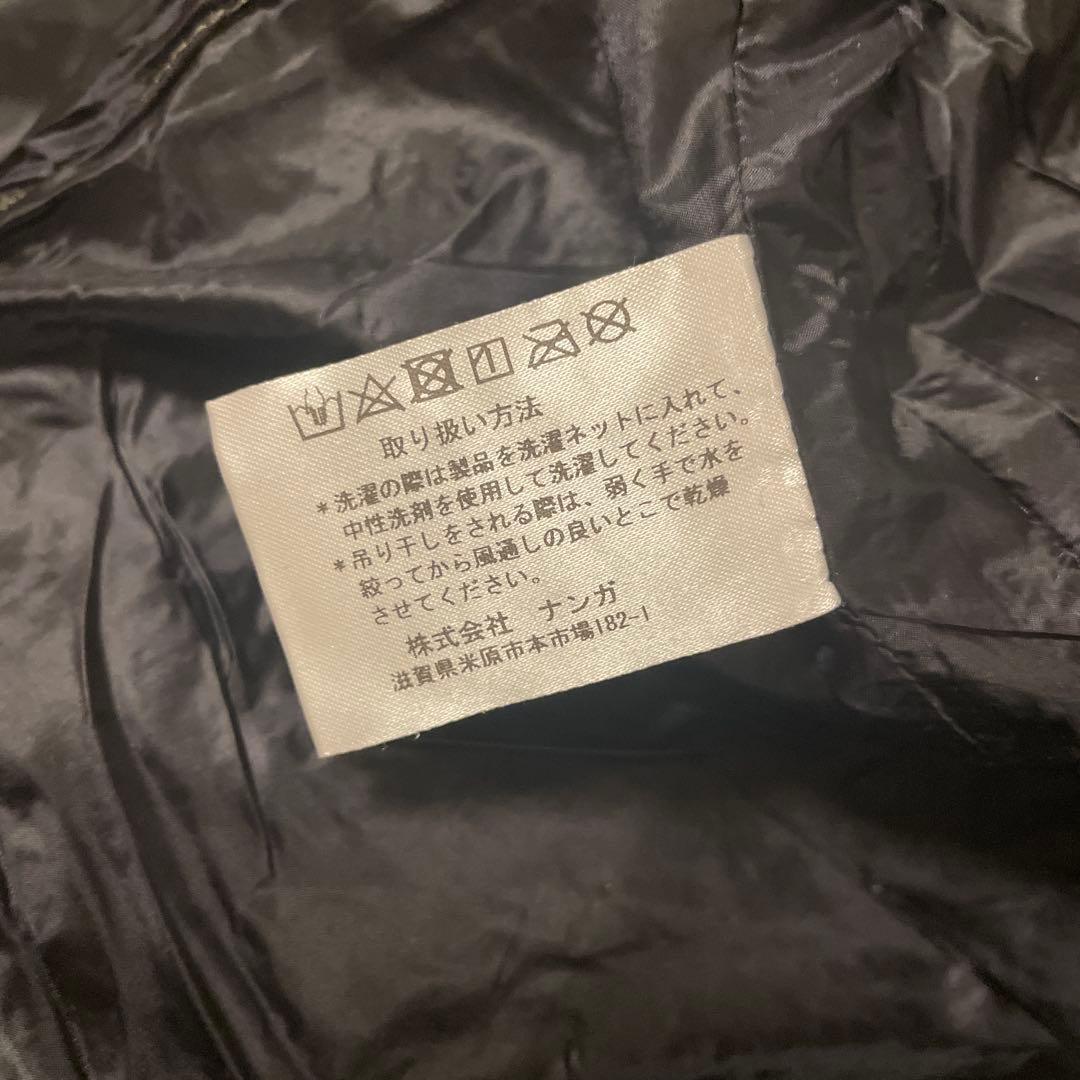 取り扱い方法
*洗濯の際は製品を洗濯ネットに入れて、
中性洗剤を使用して洗濯してください。
*吊り干しをされる際は、弱く手で水を
絞ってから風通しの良いとこで乾燥
させてください。
株式会社 ナンガ
滋賀県米原市本市場182-1